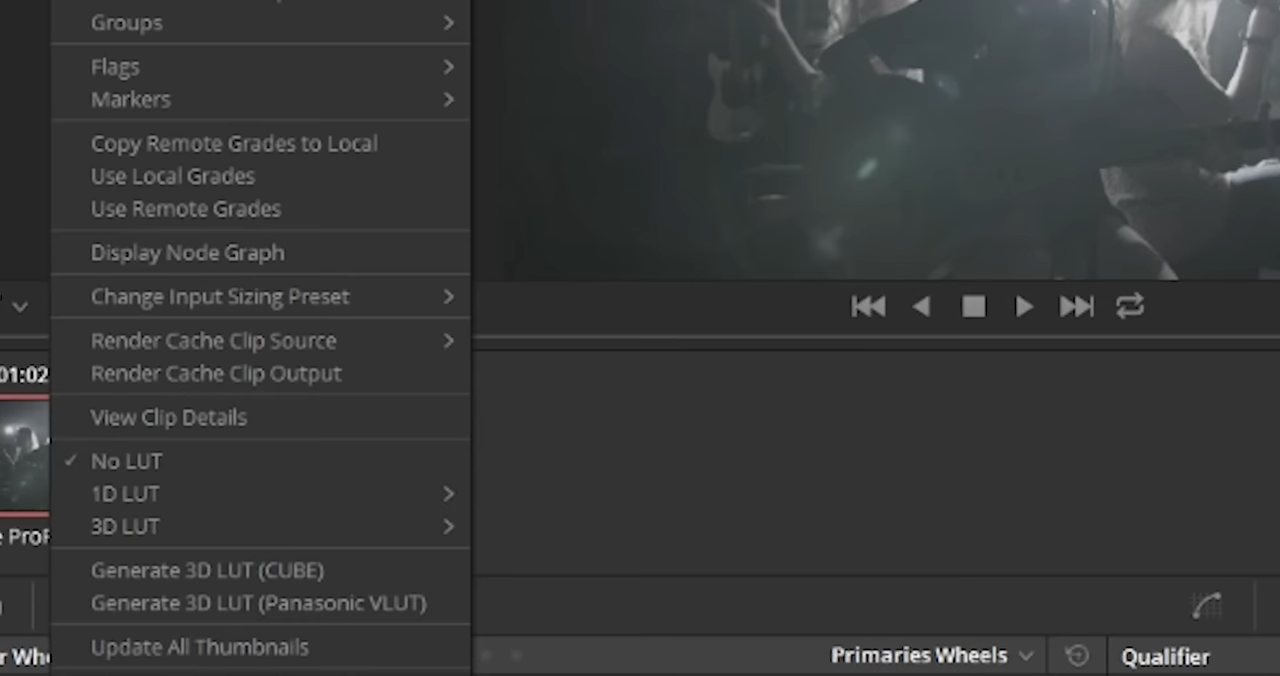 Groups
Flags
Markers
Copy Remote Grades to Local
Use Local Grades
Use Remote Grades
Display Node Graph
Change Input Sizing Preset
Render Cache Clip Source
Render Cache Clip Output
01:02
View Clip Details
No LUT
1D LUT
3D LUT
Generate 3D LUT (CUBE)
Generate 3D LUT (Panasonic VLUT)
Update All Thumbnails
Primaries Wheels
Qualifier